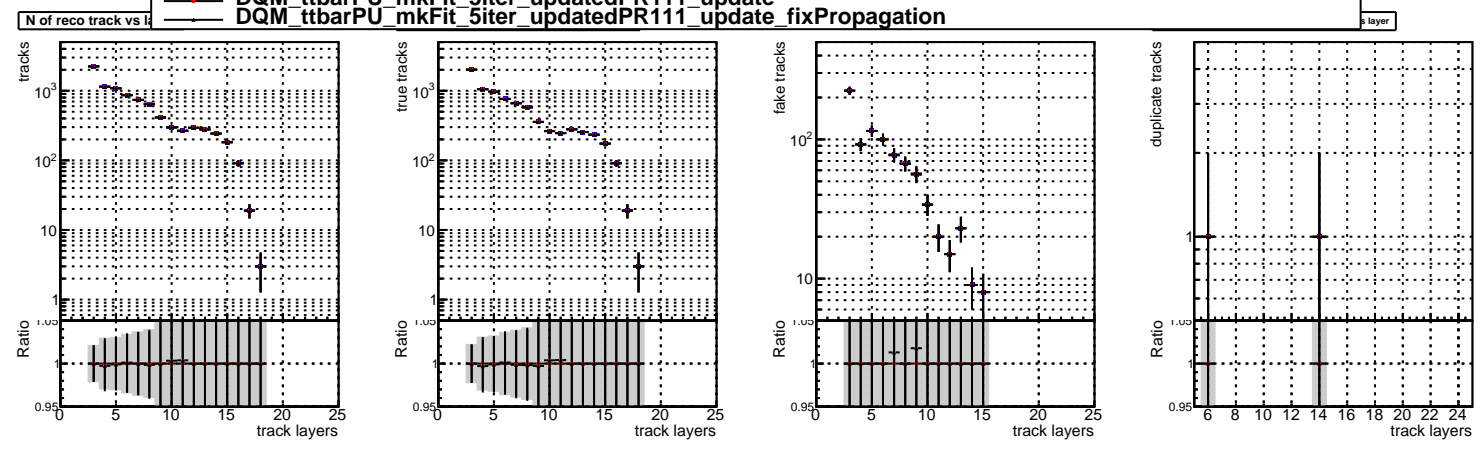 DQM_ttbarPU_mkFit_5iter_updatedPR111_update
DQM_ttbarPU_mkFit_5iter_updatedPR111_update_fixPropagation
N of reco track vs la
s layer
tracks
10³
10²
10
1
Ratio
1.05
1
0.95
0 5 10 15 20 25
track layers
true tracks
10³
10²
10
1
Ratio
1.05
1
0.95
0 5 10 15 20 25
track layers
fake tracks
10²
10
Ratio
1.05
1
0.95
0 5 10 15 20 25
track layers
duplicate tracks
1
Ratio
1.05
1
0.95
6 8 10 12 14 16 18 20 22 24
track layers